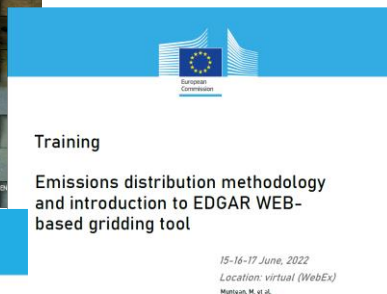 European
Commission
Training
Emissions distribution methodology
and introduction to EDGAR WEB-
based gridding tool
15-16-17 June, 2022
Location: virtual (WebEx)
Muntean, M. et al.